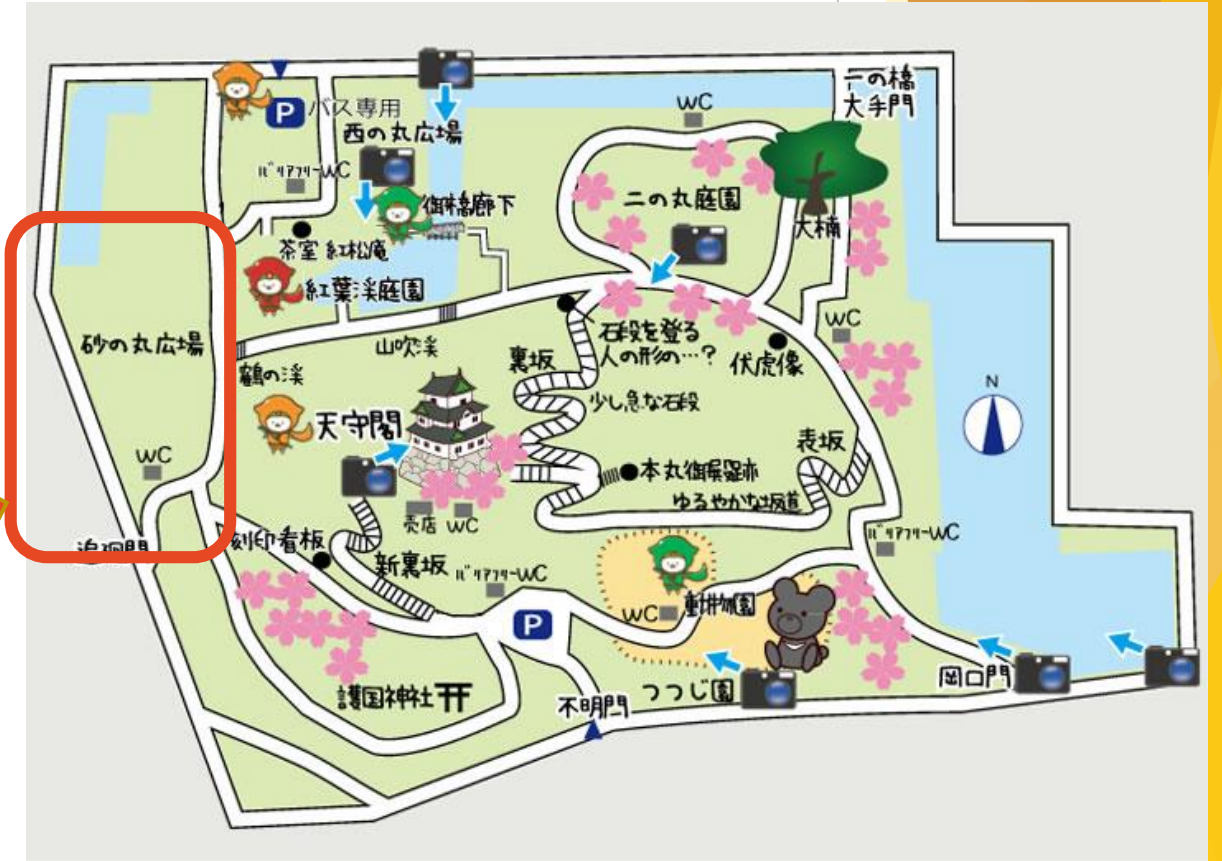 P バス専用
西の丸広場
WC
一の橋
大手門
バリアフリーWC
御橋廊下
二の丸庭園
大楠
茶室 紅松庵
紅葉渓庭園
砂の丸広場
鶴の渓
山吹渓
裏坂
石段を登る
人の形の…?
伏虎像
WC
N
少し急な石段
天守閣
表坂
WC
本丸御殿跡
ゆるやかな坂道
売店 WC
追廻門
刻印看板
新裏坂
バリアフリーWC
バリアフリーWC
WC 動物園
P
護国神社
つつじ園
岡口門
不明門